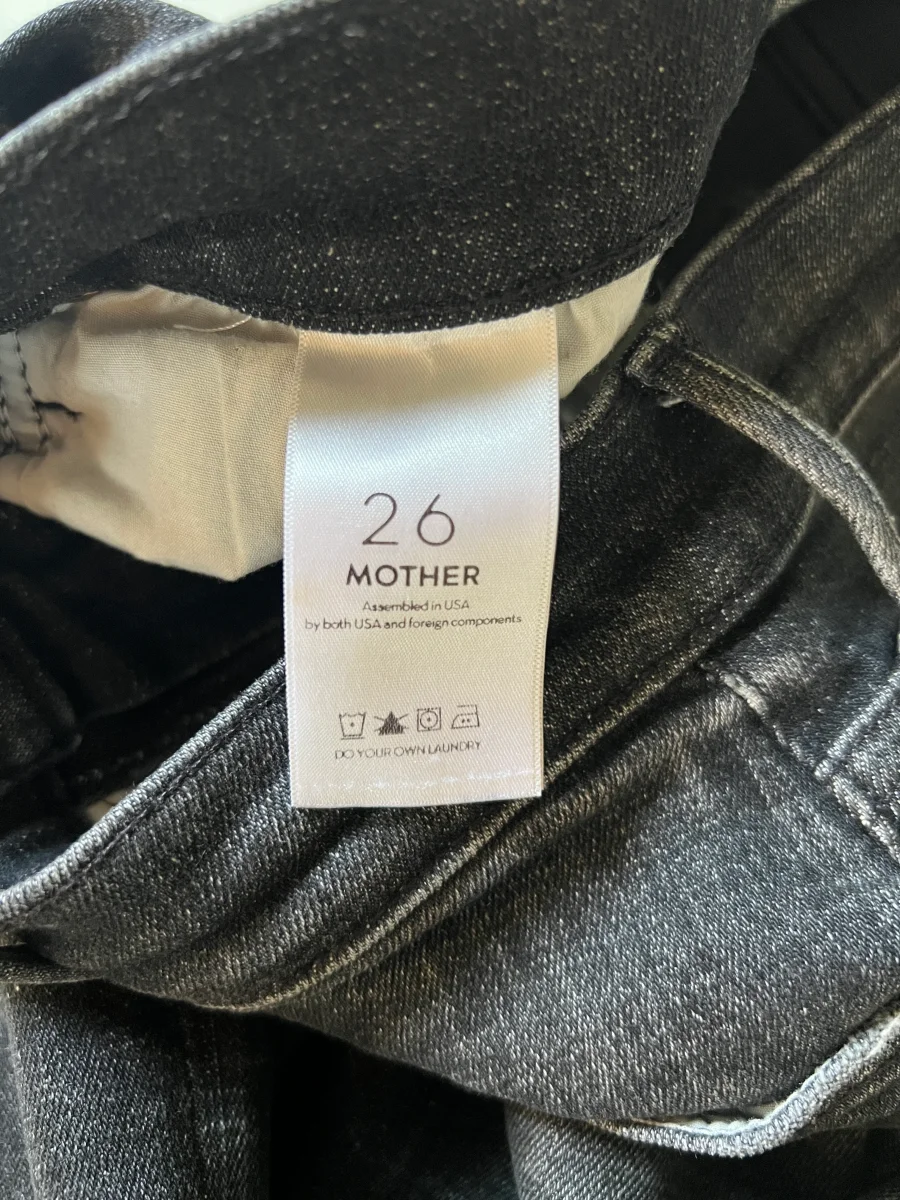 26
MOTHER
Assembled in USA
by both USA and foreign components
DO YOUR OWN LAUNDRY